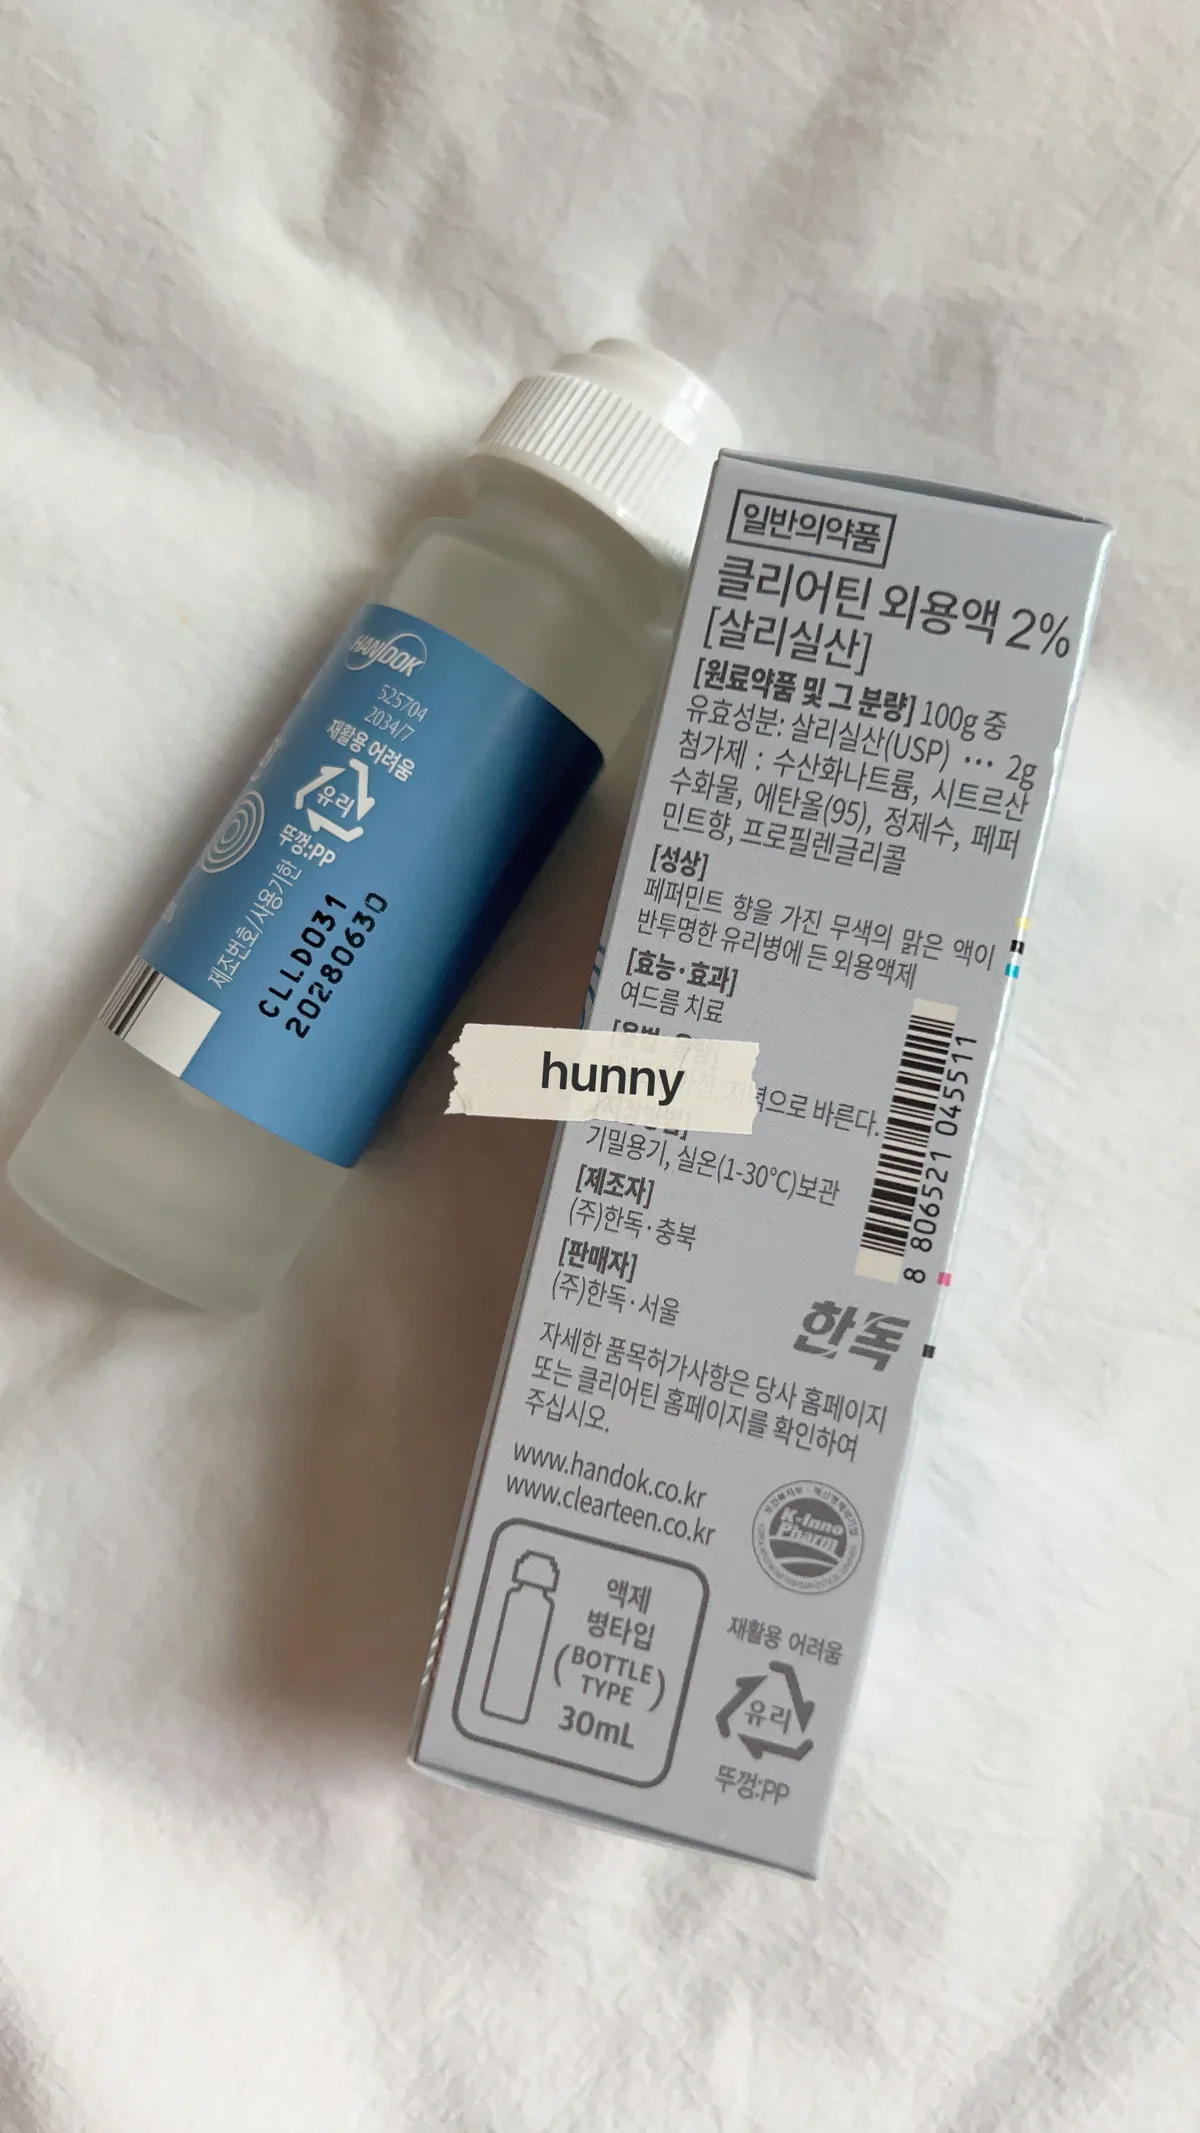 HANDOK
525704
2034/7
재활용 어려움
유리
뚜껑:PP
제조번호/사용기한
CLLD031
20280630
일반의약품
클리어틴 외용액 2%
[살리실산]
[원료약품 및 그 분량] 100g 중
유효성분: 살리실산(USP) ··· 2g
첨가제 : 수산화나트륨, 시트르산
수화물, 에탄올(95), 정제수, 페퍼
민트향, 프로필렌글리콜
[성상]
페퍼민트 향을 가진 무색의 맑은 액이
반투명한 유리병에 든 외용액제
[효능·효과]
여드름 치료
hunny
바른다.
기밀용기, 실온(1-30°C)보관
[제조자]
(주)한독·충북
[판매자]
(주)한독·서울
8 806521 045511
한독
자세한 품목허가사항은 당사 홈페이지
또는 클리어틴 홈페이지를 확인하여
주십시오.
www.handok.co.kr
www.clearteen.co.kr
K-Inno
Pharm
액제
병타입
(BOTTLE
TYPE)
30mL
재활용 어려움
유리
뚜껑:PP